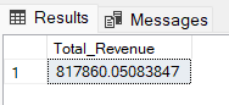 Results Messages
Total_Revenue
1 817860.05083847